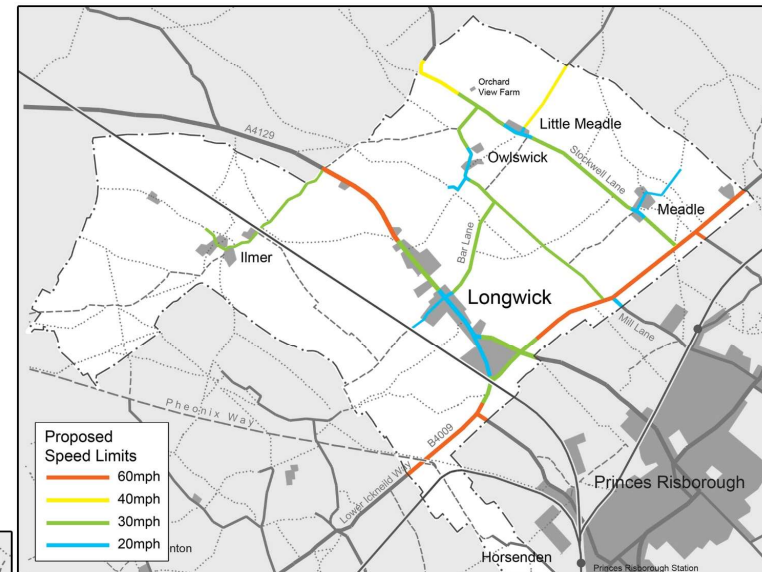 Orchard
View Farm
Little Meadle
A4129
Owlswick
Stockwell Lane
Meadle
Ilmer
Bar Lane
Longwick
Mill Lane
Pheonix Way
B4009
Lower Icknield Way
Proposed
Speed Limits
60mph
40mph
30mph
20mph
Princes Risborough
Horsenden
Princes Risborough Station